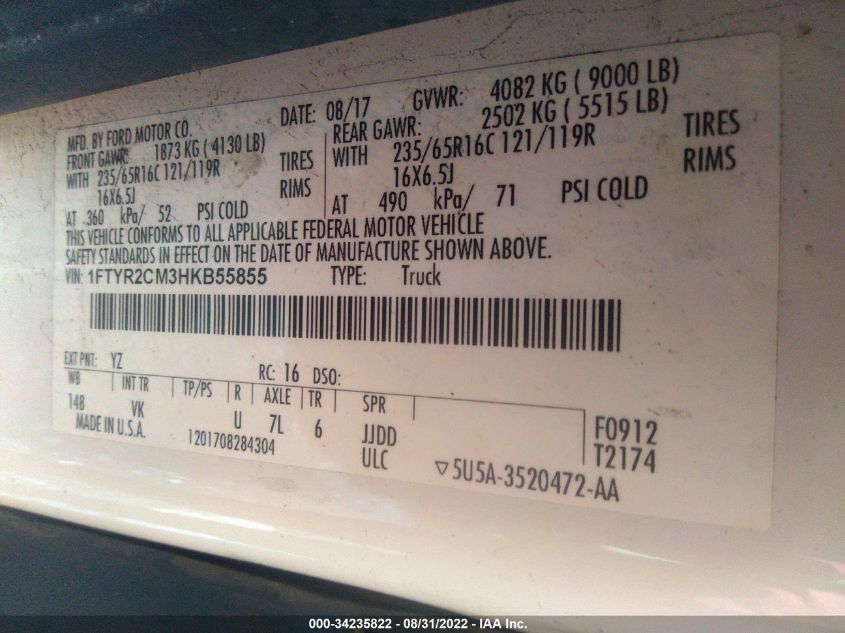 MFD. BY FORD MOTOR CO. DATE: 08/17 GVWR: 4082 KG ( 9000 LB)
FRONT GAWR: 1873 KG ( 4130 LB) REAR GAWR: 2502 KG ( 5515 LB)
WITH 235/65R16C 121/119R TIRES WITH 235/65R16C 121/119R TIRES
16X6.5J RIMS 16X6.5J RIMS
AT 360 kPa/ 52 PSI COLD AT 490 kPa/ 71 PSI COLD
THIS VEHICLE CONFORMS TO ALL APPLICABLE FEDERAL MOTOR VEHICLE
SAFETY STANDARDS IN EFFECT ON THE DATE OF MANUFACTURE SHOWN ABOVE.
VIN: 1FTYR2CM3HKB55855 TYPE: Truck
EXT PNT: YZ RC: 16 DSO:
WB INT TR TP/PS R AXLE TR SPR
148 VK U 7L 6 JJDD F0912
MADE IN U.S.A. 1201708284304 ULC T2174
▽5U5A-3520472-AA
000-34235822 - 08/31/2022 - IAA Inc.